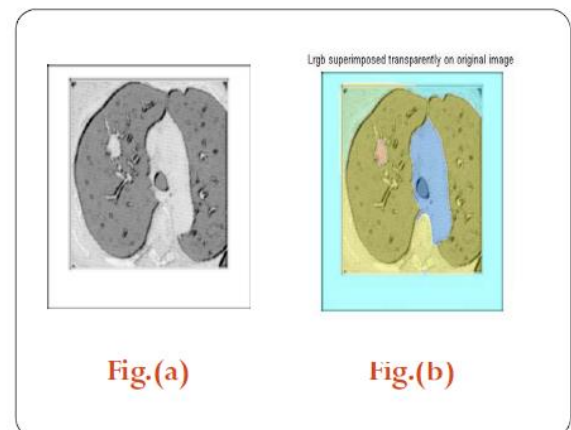 Lrgb superimposed transparently on original image
Fig.(a)
Fig.(b)